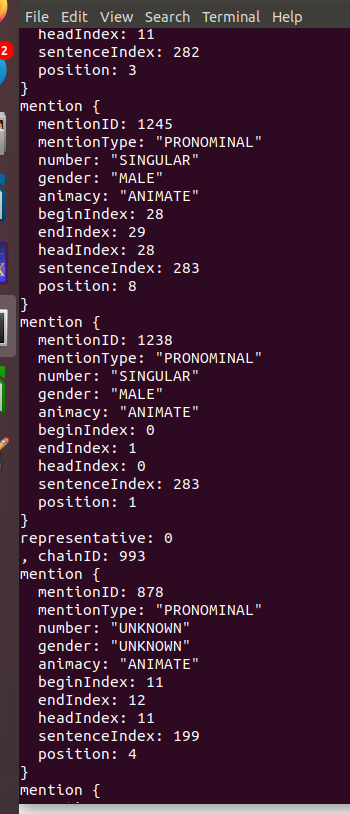 File Edit View Search Terminal Help
headIndex: 11
sentenceIndex: 282
position: 3
}
mention {
mentionID: 1245
mentionType: "PRONOMINAL"
number: "SINGULAR"
gender: "MALE"
animacy: "ANIMATE"
beginIndex: 28
endIndex: 29
headIndex: 28
sentenceIndex: 283
position: 8
}
mention {
mentionID: 1238
mentionType: "PRONOMINAL"
number: "SINGULAR"
gender: "MALE"
animacy: "ANIMATE"
beginIndex: 0
endIndex: 1
headIndex: 0
sentenceIndex: 283
position: 1
}
representative: 0
, chainID: 993
mention {
mentionID: 878
mentionType: "PRONOMINAL"
number: "UNKNOWN"
gender: "UNKNOWN"
animacy: "ANIMATE"
beginIndex: 11
endIndex: 12
headIndex: 11
sentenceIndex: 199
position: 4
}
mention {
2